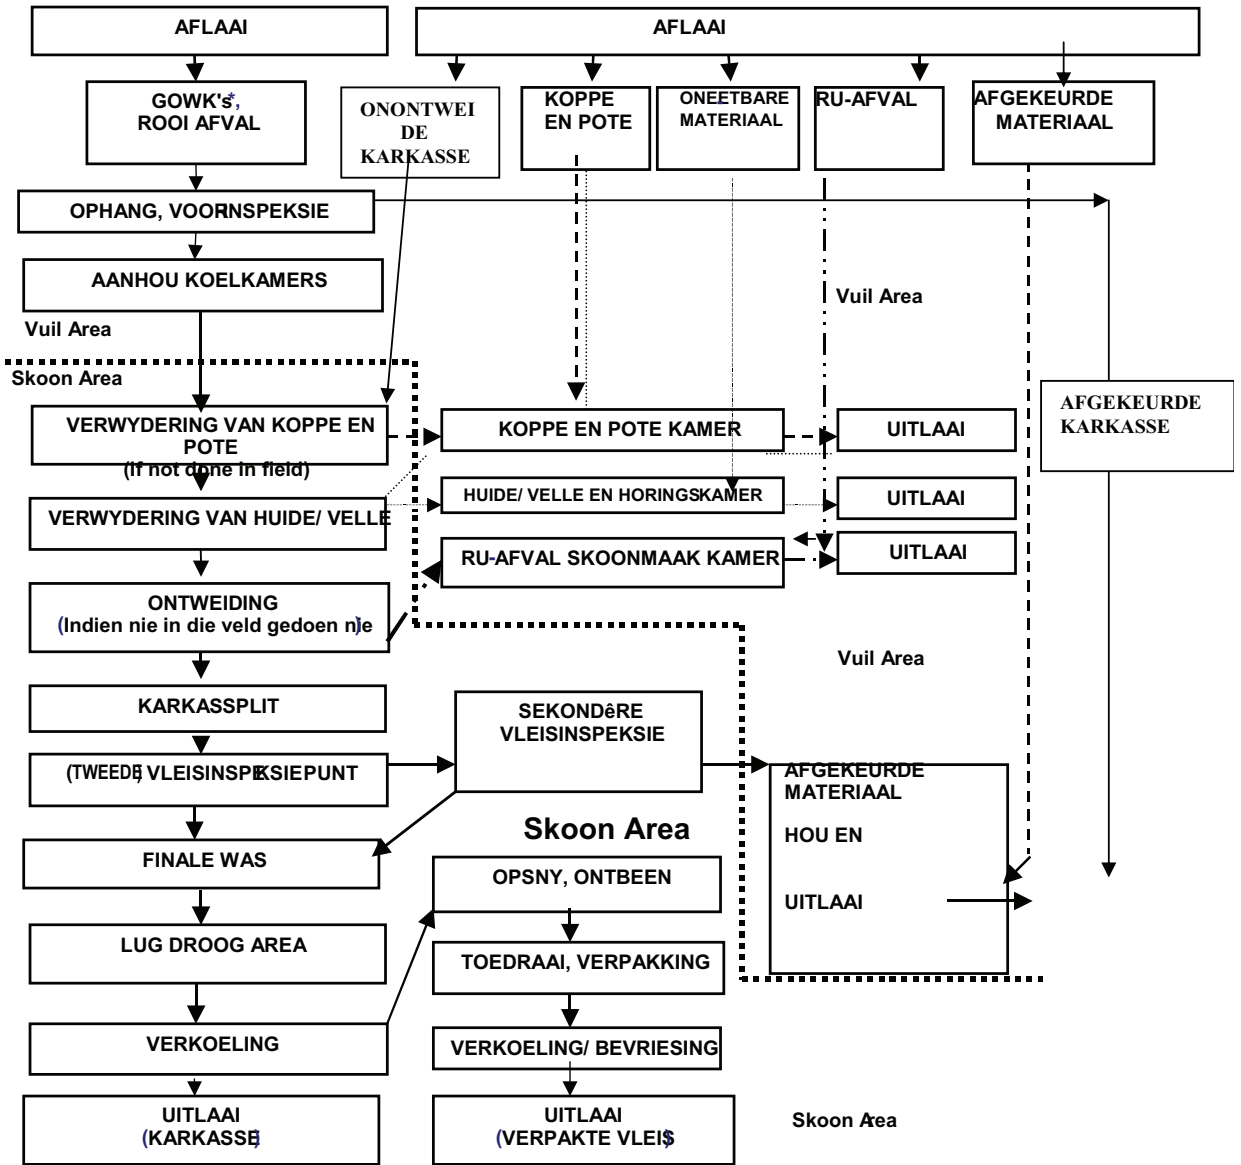 AFLAAI
AFLAAI
GOWK's*,
ROOI AFVAL
ONONTWEI
DE
KARKASSE
KOPPE
EN POTE
ONEETBARE
MATERIAAL
RU-AFVAL
AFGEKEURDE
MATERIAAL
OPHANG, VOORINSPEKSIE
AANHOU KOELKAMERS
Vuil Area
Vuil Area
Skoon Area
VERWYDERING VAN KOPPE EN
POTE
(If not done in field)
KOPPE EN POTE KAMER
UITLAAI
AFGEKEURDE
KARKASSE
VERWYDERING VAN HUIDE/ VELLE
HUIDE/ VELLE EN HORINGSKAMER
UITLAAI
RU-AFVAL SKOONMAAK KAMER
UITLAAI
ONTWEIDING
(Indien nie in die veld gedoen nie)
Vuil Area
KARKASSPLIT
SEKONDêRE
VLEISINSPEKSIE
(TWEEDE) VLEISINSPEKSIEPUNT
AFGEKEURDE
MATERIAAL
HOU EN
UITLAAI
Skoon Area
FINALE WAS
OPSNY, ONTBEEN
LUG DROOG AREA
TOEDRAAI, VERPAKKING
VERKOELING
VERKOELING/ BEVRIESING
UITLAAI
(KARKASSE)
UITLAAI
(VERPAKTE VLEIS)
Skoon Area